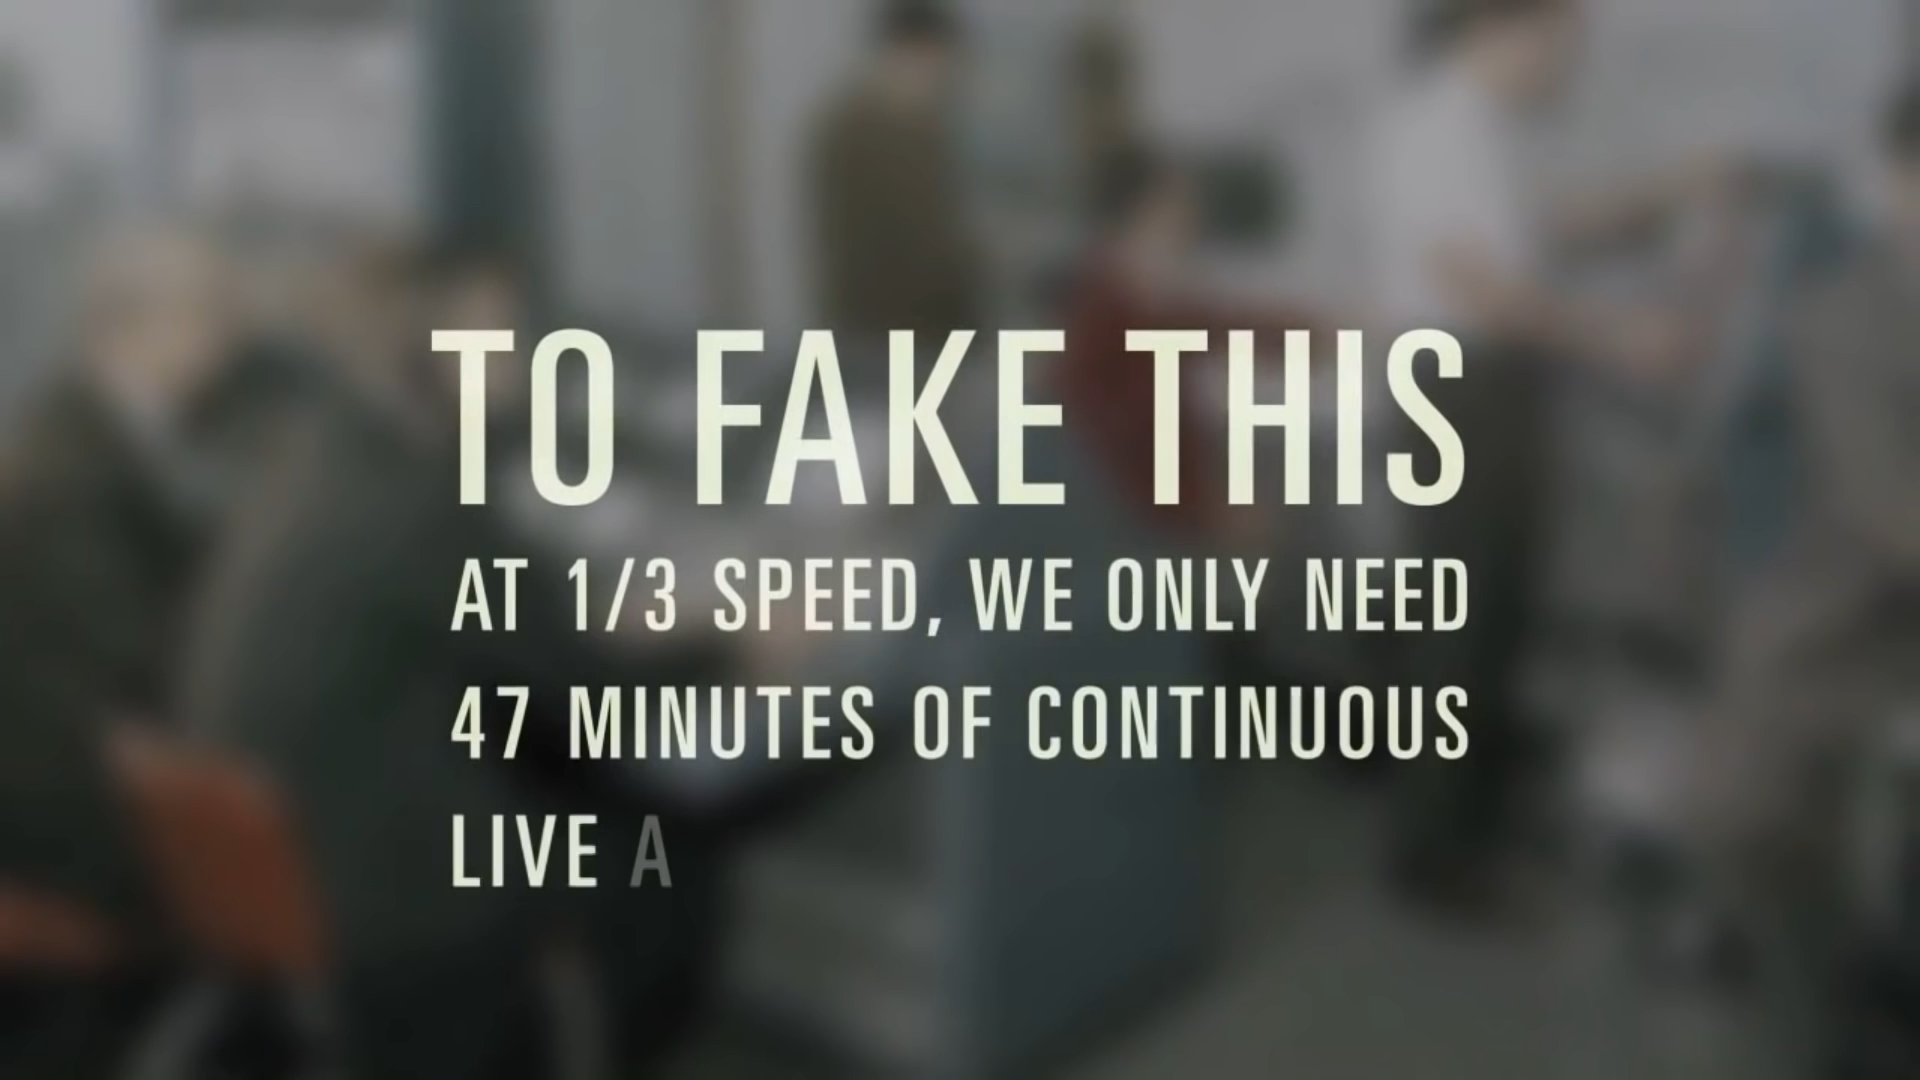 TO FAKE THIS
AT 1/3 SPEED, WE ONLY NEED
47 MINUTES OF CONTINUOUS
LIVE A